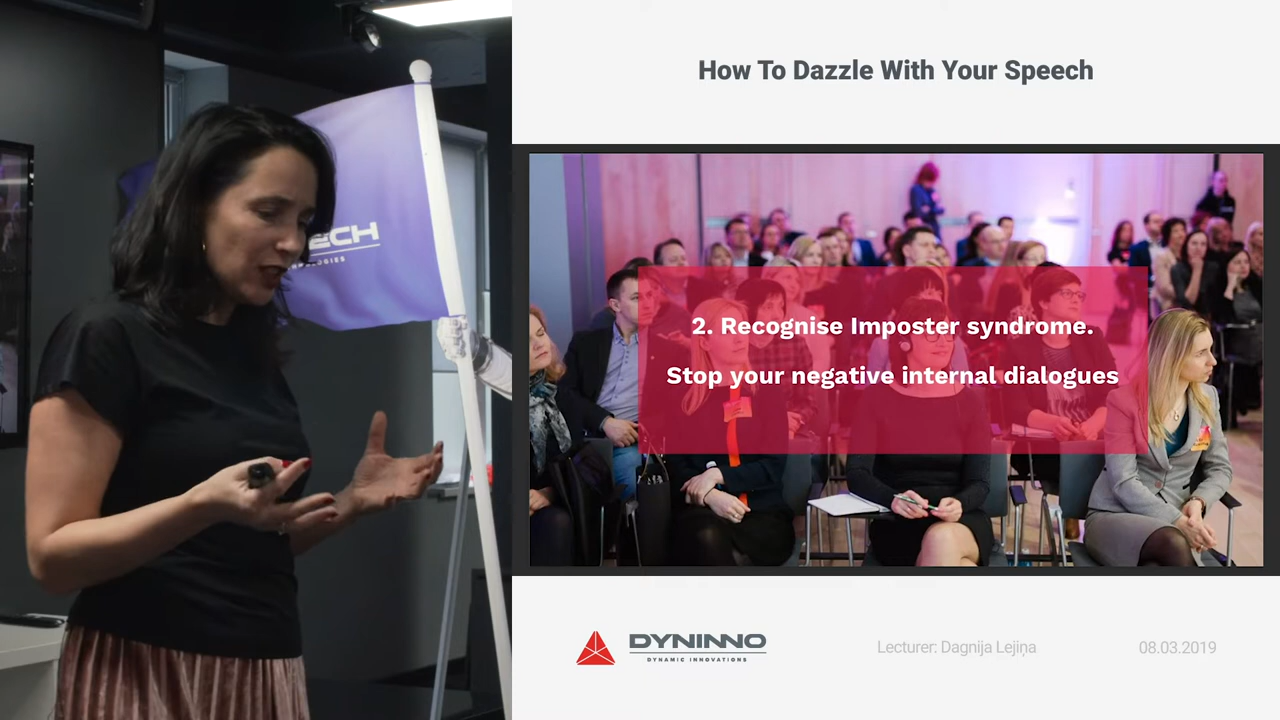 How To Dazzle With Your Speech
ECH
2. Recognise Imposter syndrome.
Stop your negative internal dialogues
DYNINNO
DYNAMIC INNOVATIONS
Lecturer: Dagnija Lejiņa
08.03.2019